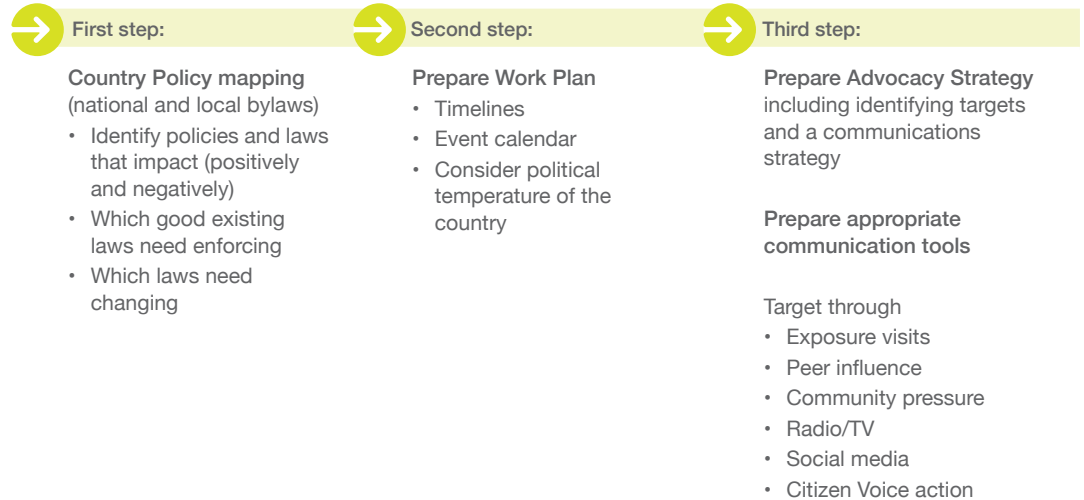 First step:
Country Policy mapping
(national and local bylaws)
• Identify policies and laws
that impact (positively
and negatively)
• Which good existing
laws need enforcing
• Which laws need
changing
Second step:
Prepare Work Plan
• Timelines
• Event calendar
• Consider political
temperature of the
country
Third step:
Prepare Advocacy Strategy
including identifying targets
and a communications
strategy
Prepare appropriate
communication tools
Target through
• Exposure visits
• Peer influence
• Community pressure
• Radio/TV
• Social media
• Citizen Voice action